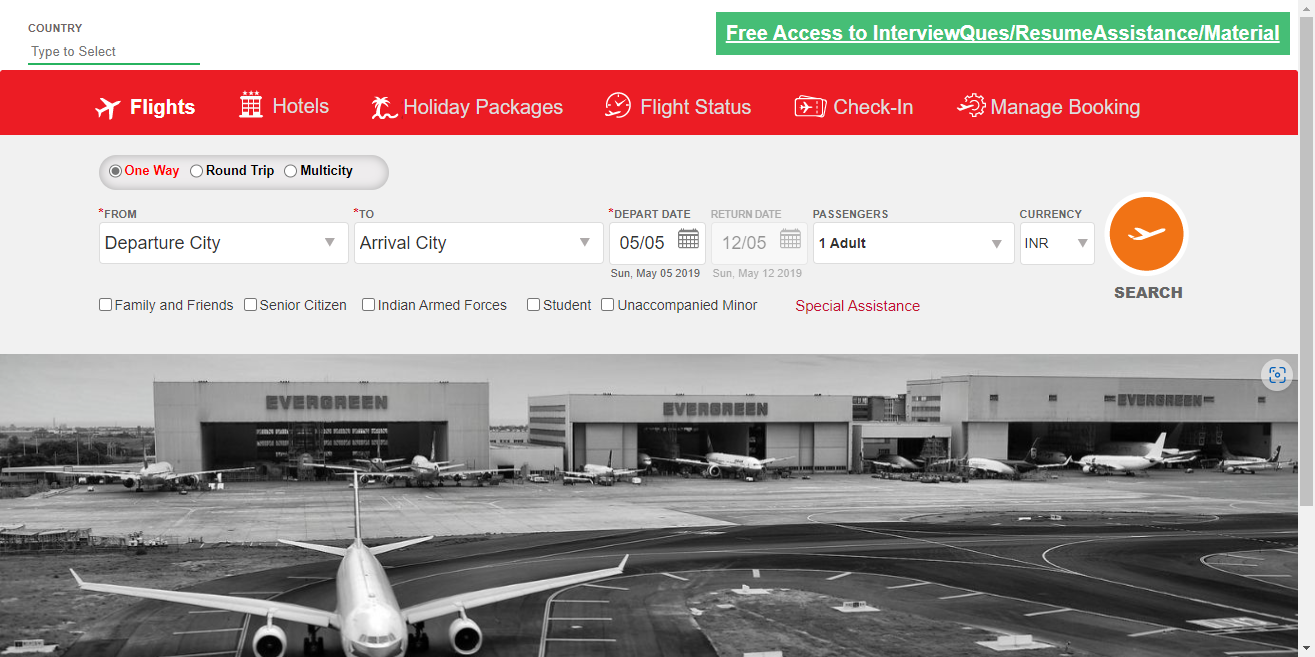 COUNTRY
Type to Select
Free Access to InterviewQues/ResumeAssistance/Material
Flights
Hotels
Holiday Packages
Flight Status
Check-In
Manage Booking
One Way
Round Trip
Multicity
*FROM
*TO
*DEPART DATE
RETURN DATE
PASSENGERS
CURRENCY
Departure City
Arrival City
05/05
12/05
1 Adult
INR
Sun, May 05 2019
Sun, May 12 2019
SEARCH
Family and Friends
Senior Citizen
Indian Armed Forces
Student
Unaccompanied Minor
Special Assistance
EVERGREEN
EVERGREEN
EVERGREEN